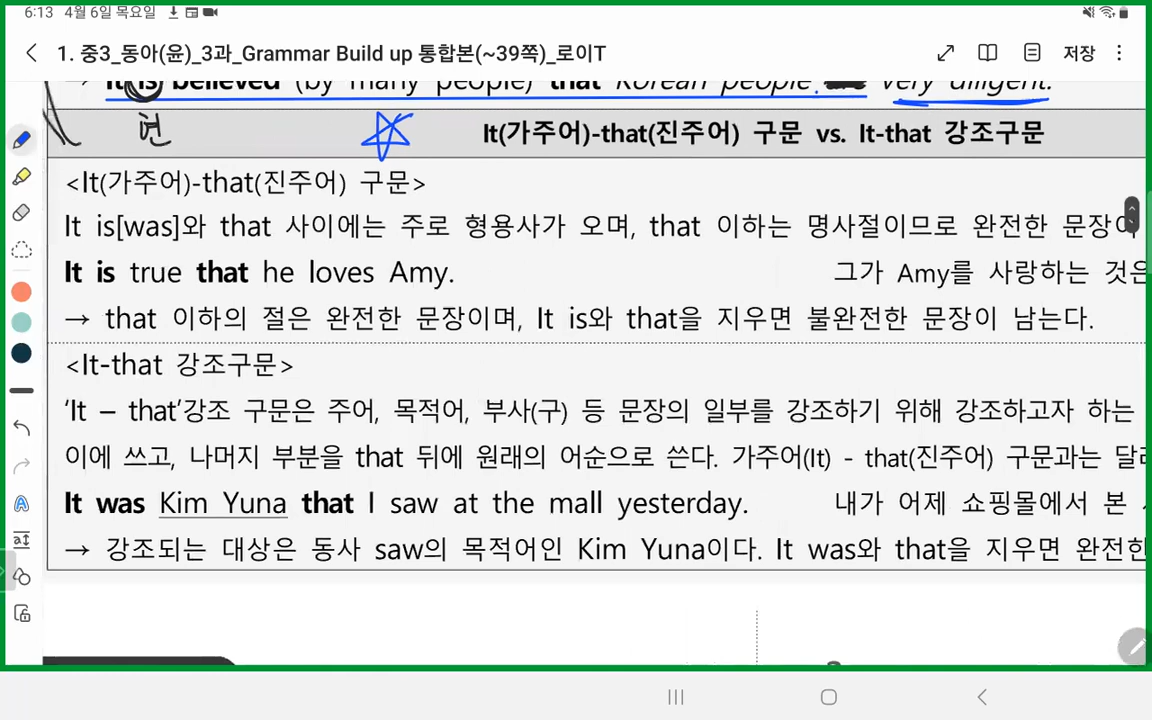 6:13 4월 6일 목요일
1. 중3_동아(윤)_3과_Grammar Build up 통합본(~39쪽)_로이T 저장
→ It is believed (by many people) that Korean people very diligent.
It(가주어)-that(진주어) 구문 vs. It-that 강조구문
<It(가주어)-that(진주어) 구문>
It is[was]와 that 사이에는 주로 형용사가 오며, that 이하는 명사절이므로 완전한 문장이
It is true that he loves Amy. 그가 Amy를 사랑하는 것은
→ that 이하의 절은 완전한 문장이며, It is와 that을 지우면 불완전한 문장이 남는다.
<It-that 강조구문>
‘It – that’강조 구문은 주어, 목적어, 부사(구) 등 문장의 일부를 강조하기 위해 강조하고자 하는
이에 쓰고, 나머지 부분을 that 뒤에 원래의 어순으로 쓴다. 가주어(It) - that(진주어) 구문과는
It was Kim Yuna that I saw at the mall yesterday. 내가 어제 쇼핑몰에서 본
→ 강조되는 대상은 동사 saw의 목적어인 Kim Yuna이다. It was와 that을 지우면 완전한